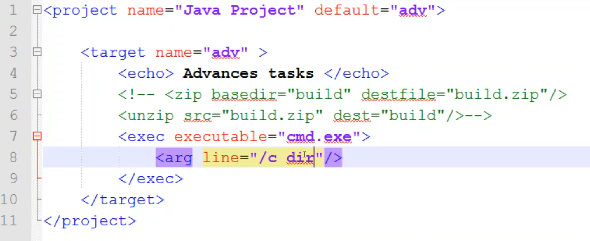 1 <project name="Java Project" default="adv">
2
3 <target name="adv" >
4 <echo> Advances tasks </echo>
5 <!-- <zip basedir="build" destfile="build.zip"/>
6 <unzip src="build.zip" dest="build"/>-->
7 <exec executable="cmd.exe">
8 <arg line="/c dir"/>
9 </exec>
10 </target>
11 </project>